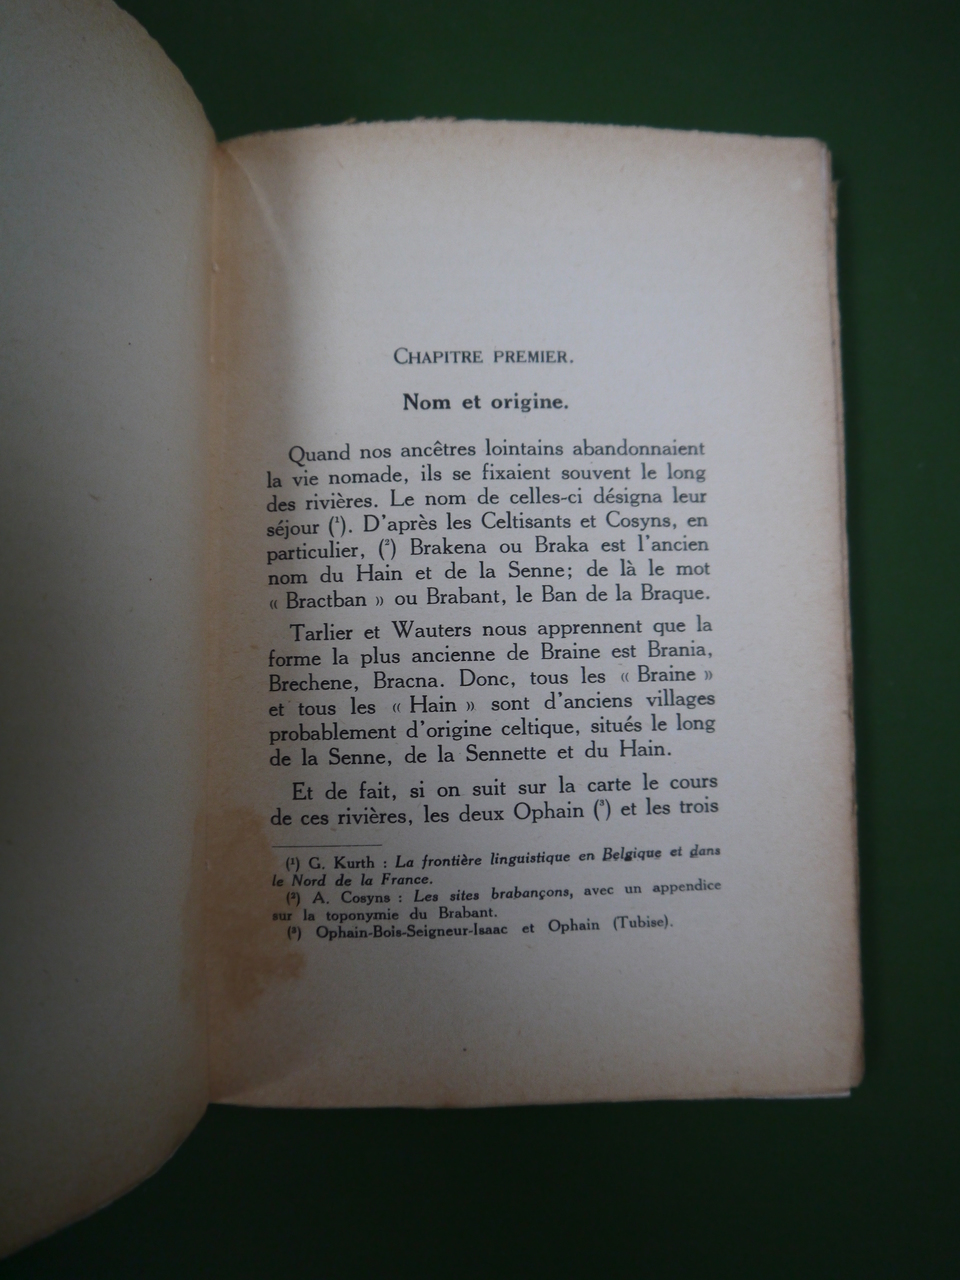 CHAPITRE PREMIER.
Nom et origine.
Quand nos ancêtres lointains abandonnaient
la vie nomade, ils se fixaient souvent le long
des rivières. Le nom de celles-ci désigna leur
séjour (¹). D'après les Celtisants et Cosyns, en
particulier, (²) Brakena ou Braka est l'ancien
nom du Hain et de la Senne; de là le mot
« Bractban » ou Brabant, le Ban de la Braque.
Tarlier et Wauters nous apprennent que la
forme la plus ancienne de Braine est Brania,
Brechene, Bracna. Donc, tous les « Braine »
et tous les « Hain » sont d'anciens villages
probablement d'origine celtique, situés le long
de la Senne, de la Sennette et du Hain.
Et de fait, si on suit sur la carte le cours
de ces rivières, les deux Ophain (³) et les trois
(¹) G. Kurth : La frontière linguistique en Belgique et dans
le Nord de la France.
(²) A. Cosyns : Les sites brabançons, avec un appendice
sur la toponymie du Brabant.
(³) Ophain-Bois-Seigneur-Isaac et Ophain (Tubise).